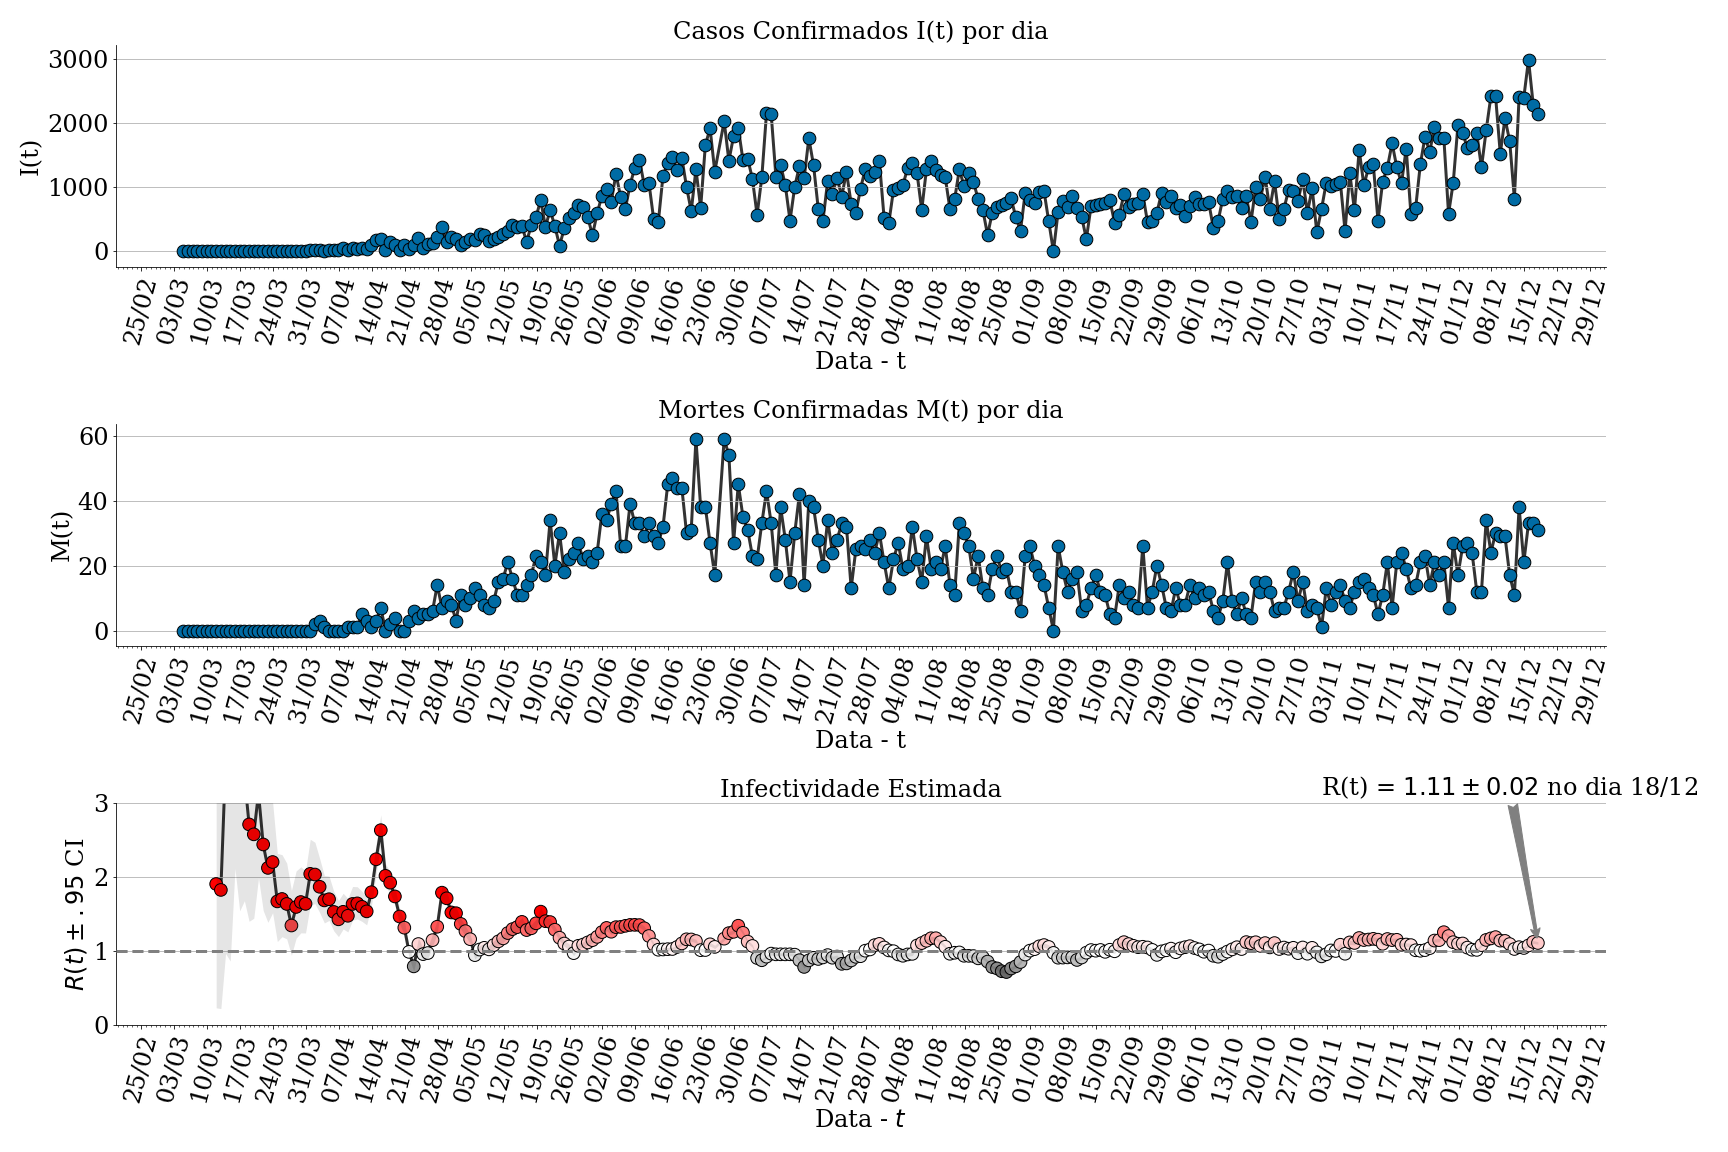 Casos Confirmados I(t) por dia
3000
2000
1000
0
I(t)
25/02 03/03 10/03 17/03 24/03 31/03 07/04 14/04 21/04 28/04 05/05 12/05 19/05 26/05 02/06 09/06 16/06 23/06 30/06 07/07 14/07 21/07 28/07 04/08 11/08 18/08 25/08 01/09 08/09 15/09 22/09 29/09 06/10 13/10 20/10 27/10 03/11 10/11 17/11 24/11 01/12 08/12 15/12 22/12 29/12
Data - t
Mortes Confirmadas M(t) por dia
60
40
20
0
M(t)
25/02 03/03 10/03 17/03 24/03 31/03 07/04 14/04 21/04 28/04 05/05 12/05 19/05 26/05 02/06 09/06 16/06 23/06 30/06 07/07 14/07 21/07 28/07 04/08 11/08 18/08 25/08 01/09 08/09 15/09 22/09 29/09 06/10 13/10 20/10 27/10 03/11 10/11 17/11 24/11 01/12 08/12 15/12 22/12 29/12
Data - t
Infectividade Estimada
R(t) = 1.11 ± 0.02 no dia 18/12
3
2
1
0
R(t) ± .95 CI
25/02 03/03 10/03 17/03 24/03 31/03 07/04 14/04 21/04 28/04 05/05 12/05 19/05 26/05 02/06 09/06 16/06 23/06 30/06 07/07 14/07 21/07 28/07 04/08 11/08 18/08 25/08 01/09 08/09 15/09 22/09 29/09 06/10 13/10 20/10 27/10 03/11 10/11 17/11 24/11 01/12 08/12 15/12 22/12 29/12
Data - t